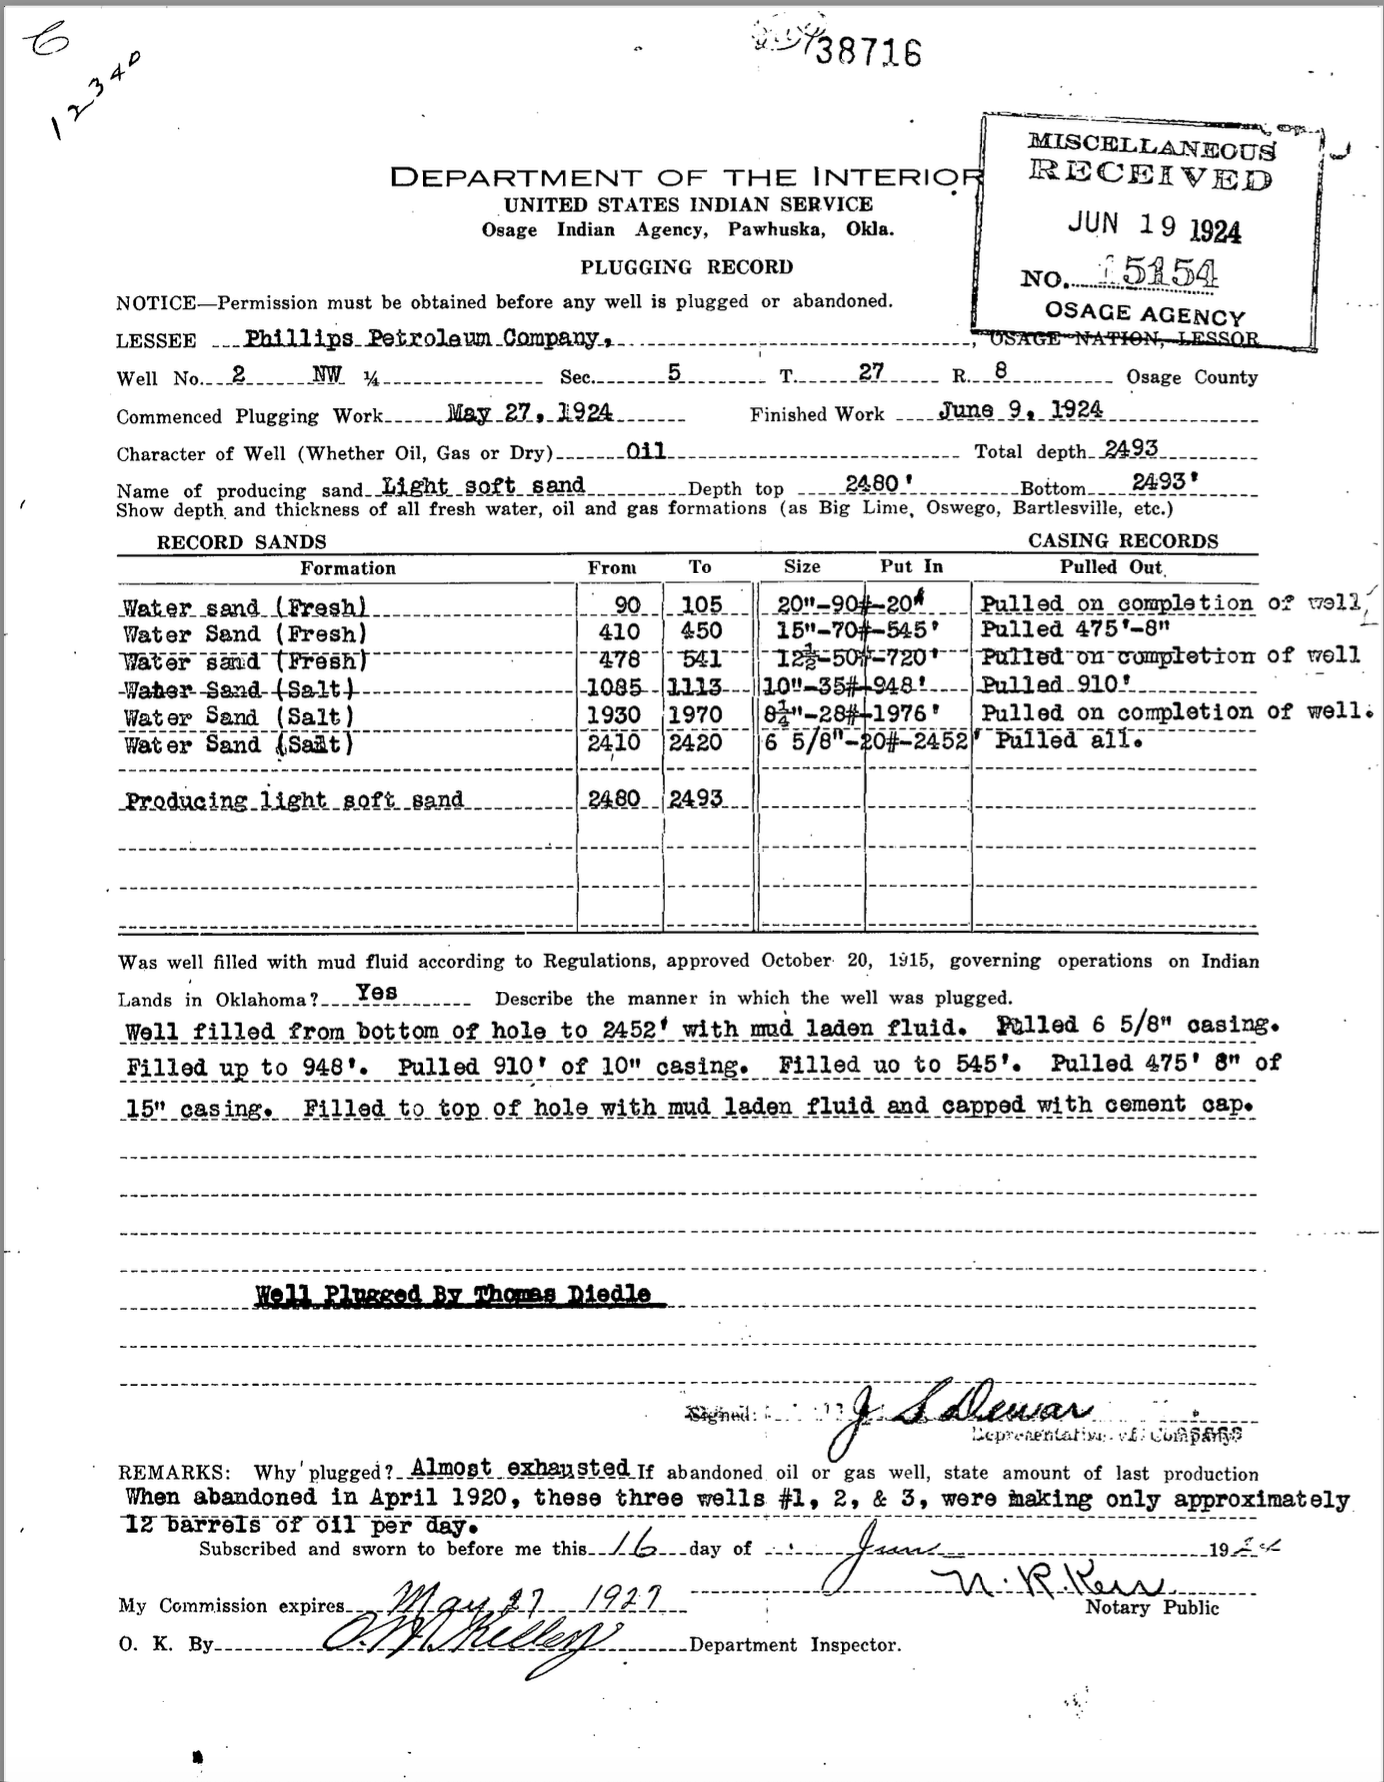 C
12340
38716
MISCELLANEOUS
RECEIVED
JUN 19 1924
NO. 15154
OSAGE AGENCY
DEPARTMENT OF THE INTERIOR
UNITED STATES INDIAN SERVICE
Osage Indian Agency, Pawhuska, Okla.
PLUGGING RECORD
NOTICE—Permission must be obtained before any well is plugged or abandoned.
LESSEE Phillips Petroleum Company, , OSAGE NATION, LESSOR
Well No. 2 NW ¼ Sec. 5 T. 27 R. 8 Osage County
Commenced Plugging Work May 27, 1924 Finished Work June 9, 1924
Character of Well (Whether Oil, Gas or Dry) Oil Total depth 2493
Name of producing sand Light soft sand Depth top 2480' Bottom 2493'
Show depth and thickness of all fresh water, oil and gas formations (as Big Lime, Oswego, Bartlesville, etc.)
RECORD SANDS CASING RECORDS
Formation From To Size Put In Pulled Out
Water sand (Fresh) 90 105 20"-90#-20' Pulled on completion of well
Water Sand (Fresh) 410 450 15"-70#-545' Pulled 475'-8"
Water sand (Fresh) 478 541 12½-50#-720' Pulled on completion of well
Water Sand (Salt) 1085 1113 10"-35#-948' Pulled 910'
Water Sand (Salt) 1930 1970 8¼"-28#-1976' Pulled on completion of well.
Water Sand (Salt) 2410 2420 6 5/8"-20#-2452' Pulled all.
Producing light soft sand 2480 2493
Was well filled with mud fluid according to Regulations, approved October 20, 1915, governing operations on Indian
Lands in Oklahoma? Yes Describe the manner in which the well was plugged.
Well filled from bottom of hole to 2452' with mud laden fluid. Pulled 6 5/8" casing.
Filled up to 948'. Pulled 910' of 10" casing. Filled uo to 545'. Pulled 475' 8" of
15" casing. Filled to top of hole with mud laden fluid and capped with cement cap.
Well Plugged By Thomas Diedle
Signed: J S Dewar
Representative of Company
REMARKS: Why plugged? Almost exhausted If abandoned oil or gas well, state amount of last production
When abandoned in April 1920, these three wells #1, 2, & 3, were making only approximately
12 barrels of oil per day.
Subscribed and sworn to before me this 16 day of June 1924
N. R. Kerr
My Commission expires May 27 1927 Notary Public
O. K. By Department Inspector.